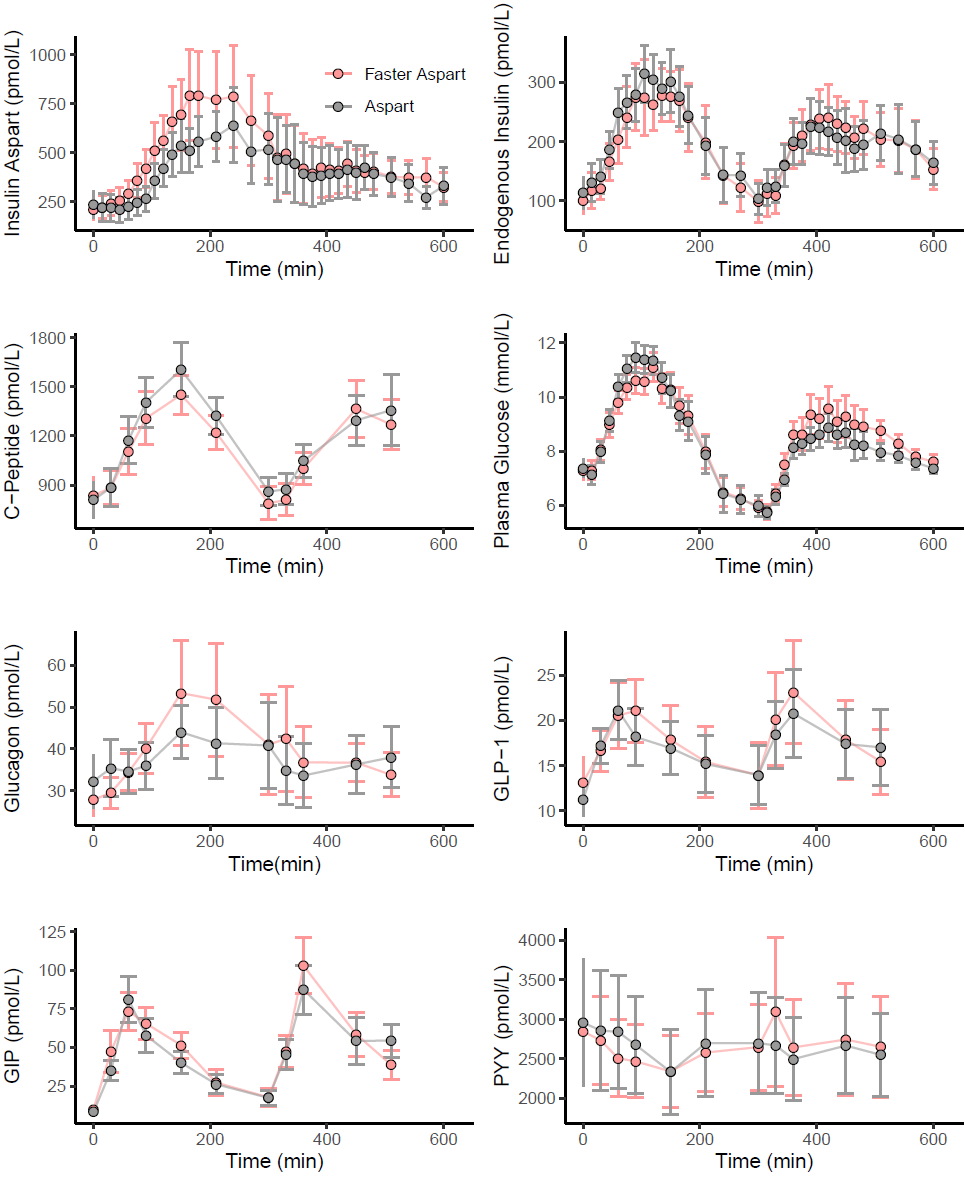 Insulin Aspart (pmol/L)
1000
750
500
250
0 200 400 600
Time (min)
Faster Aspart
Aspart
Endogenous Insulin (pmol/L)
300
200
100
0 200 400 600
Time (min)
C−Peptide (pmol/L)
1800
1500
1200
900
0 200 400 600
Time (min)
Plasma Glucose (mmol/L)
12
10
8
6
0 200 400 600
Time (min)
Glucagon (pmol/L)
60
50
40
30
0 200 400 600
Time(min)
GLP−1 (pmol/L)
25
20
15
10
0 200 400 600
Time (min)
GIP (pmol/L)
125
100
75
50
25
0 200 400 600
Time (min)
PYY (pmol/L)
4000
3500
3000
2500
2000
0 200 400 600
Time (min)